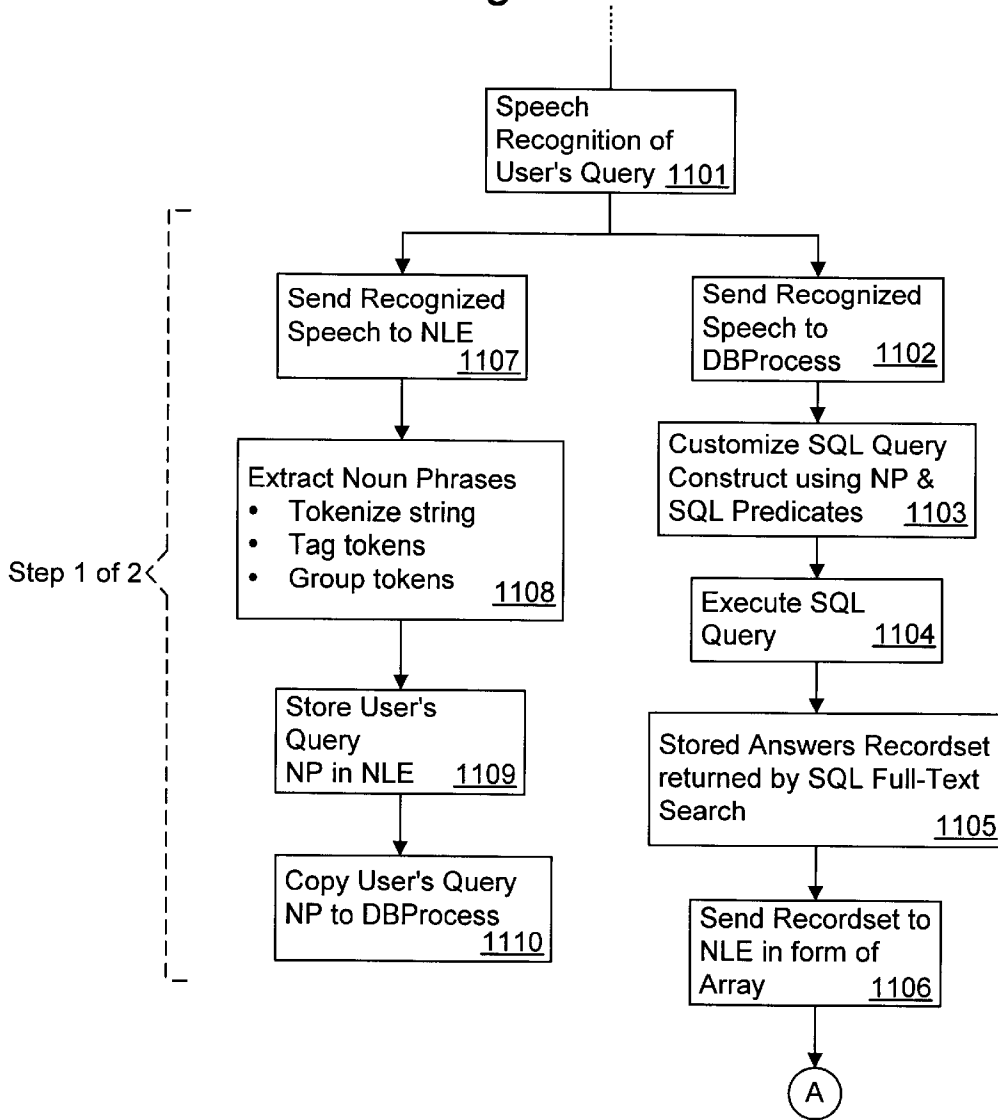 Speech
Recognition of
User's Query 1101
Send Recognized
Speech to NLE
1107
Send Recognized
Speech to
DBProcess 1102
Extract Noun Phrases
• Tokenize string
• Tag tokens
• Group tokens
1108
Customize SQL Query
Construct using NP &
SQL Predicates 1103
Step 1 of 2
Execute SQL
Query 1104
Store User's
Query
NP in NLE 1109
Stored Answers Recordset
returned by SQL Full-Text
Search
1105
Copy User's Query
NP to DBProcess
1110
Send Recordset to
NLE in form of
Array 1106
A